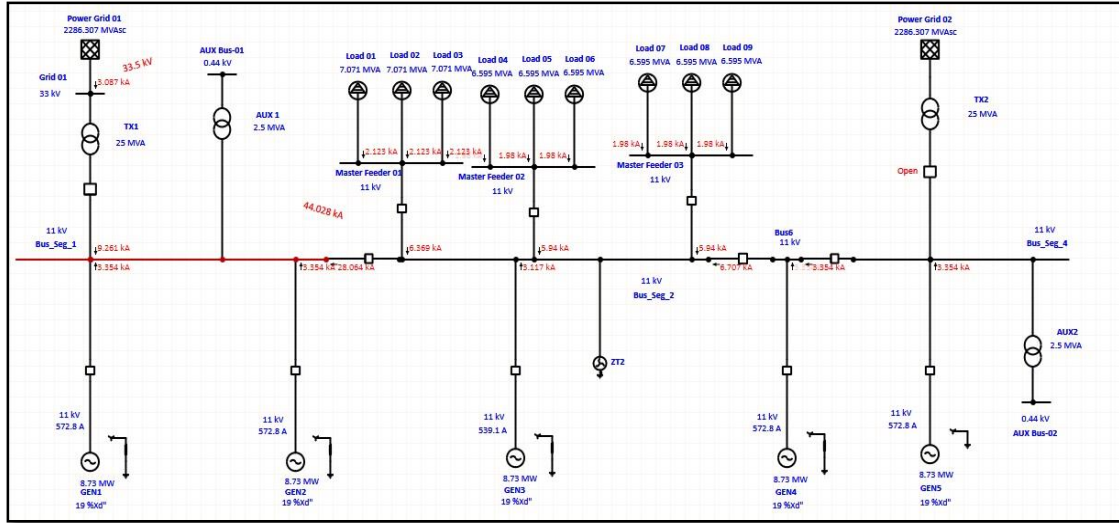 Power Grid 01
2286.307 MVAsc
33.5 kV
Grid 01
3.087 kA
33 kV
TX1
25 MVA
AUX Bus-01
0.44 kV
AUX 1
2.5 MVA
Load 01
7.071 MVA
Load 02
7.071 MVA
Load 03
7.071 MVA
Load 04
6.595 MVA
Load 05
6.595 MVA
Load 06
6.595 MVA
Load 07
6.595 MVA
Load 08
6.595 MVA
Load 09
6.595 MVA
Power Grid 02
2286.307 MVAsc
TX2
25 MVA
Open
2.123 kA
2.123 kA
2.123 kA
Master Feeder 01
11 kV
1.98 kA
1.98 kA
1.98 kA
Master Feeder 02
11 kV
1.98 kA
1.98 kA
1.98 kA
Master Feeder 03
11 kV
44.028 kA
11 kV
Bus_Seg_1
9.261 kA
3.354 kA
3.354 kA
28.064 kA
6.369 kA
5.94 kA
3.117 kA
5.94 kA
6.707 kA
Bus6
11 kV
3.354 kA
3.354 kA
11 kV
Bus_Seg_4
11 kV
Bus_Seg_2
ZT2
AUX2
2.5 MVA
0.44 kV
AUX Bus-02
11 kV
572.8 A
8.73 MW
GEN1
19 %Xd"
11 kV
572.8 A
8.73 MW
GEN2
19 %Xd"
11 kV
539.1 A
8.73 MW
GEN3
19 %Xd"
11 kV
572.8 A
8.73 MW
GEN4
19 %Xd"
11 kV
572.8 A
8.73 MW
GEN5
19 %Xd"